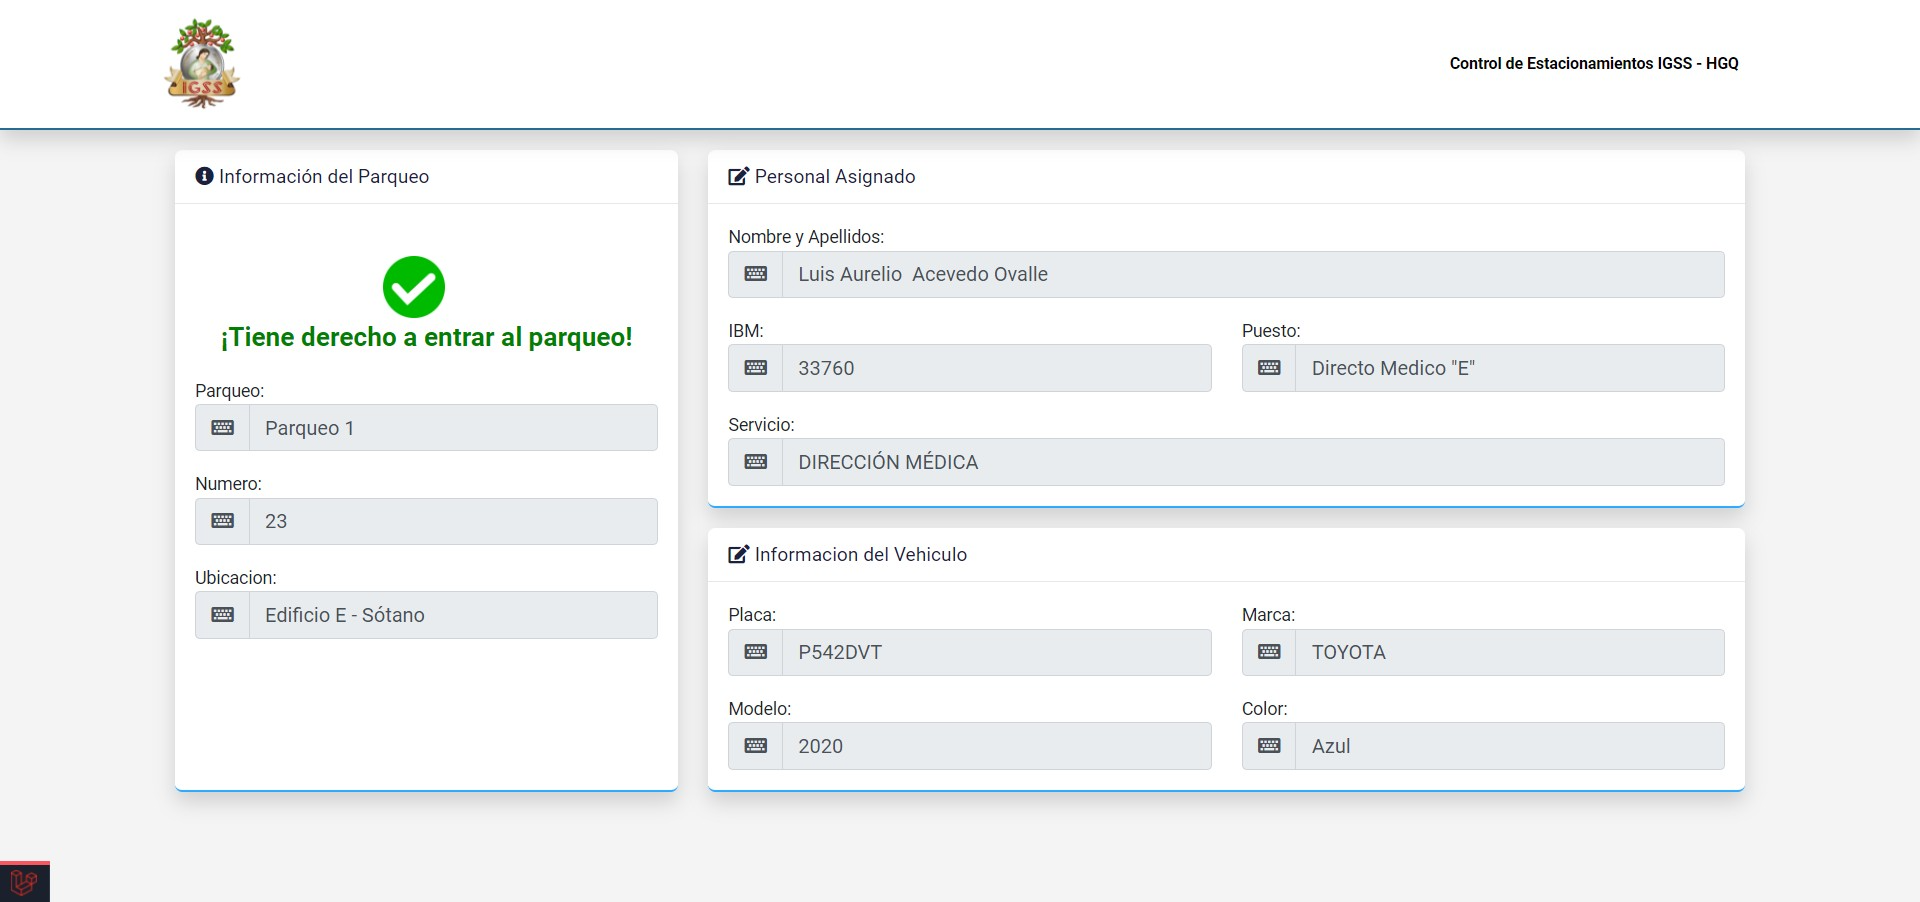 IGSS
Control de Estacionamientos IGSS - HGQ
Información del Parqueo
¡Tiene derecho a entrar al parqueo!
Parqueo:
Parqueo 1
Numero:
23
Ubicacion:
Edificio E - Sótano
Personal Asignado
Nombre y Apellidos:
Luis Aurelio  Acevedo Ovalle
IBM:
33760
Puesto:
Directo Medico "E"
Servicio:
DIRECCIÓN MÉDICA
Informacion del Vehiculo
Placa:
P542DVT
Marca:
TOYOTA
Modelo:
2020
Color:
Azul